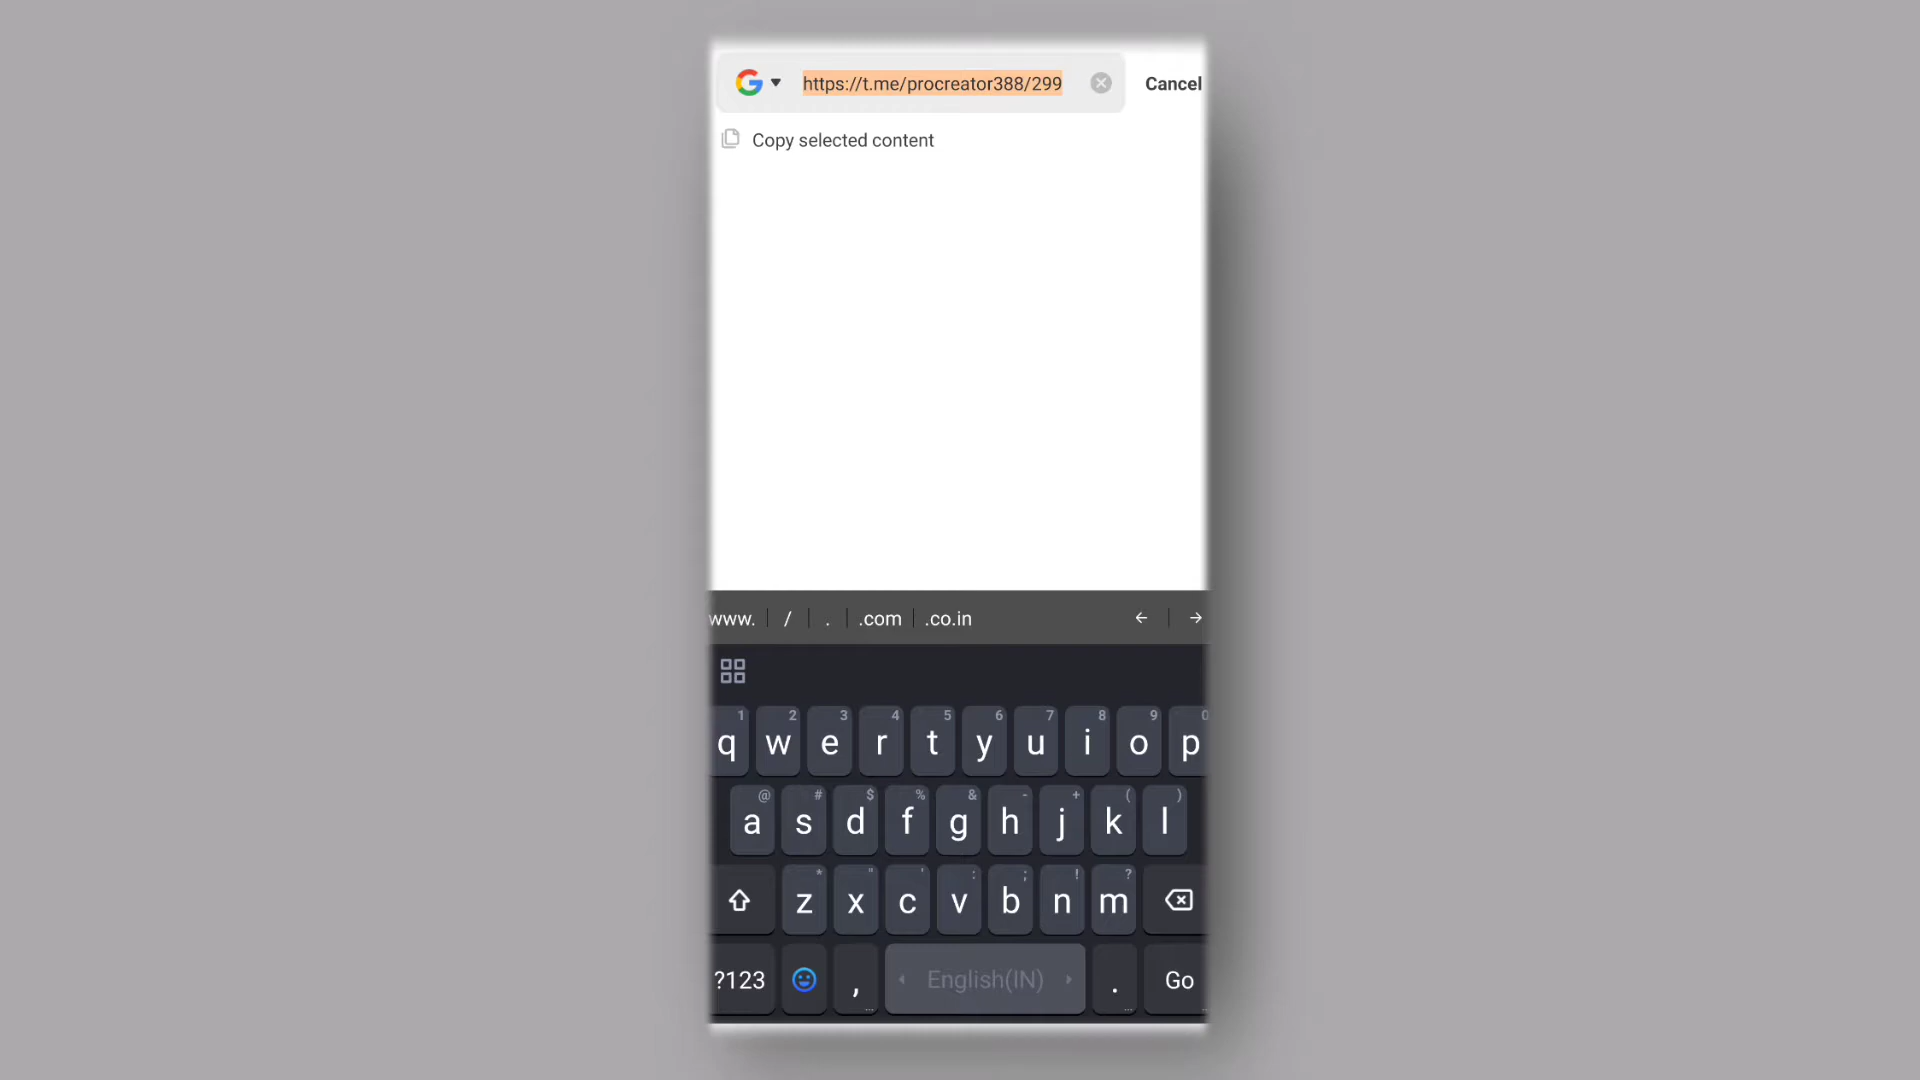 https://t.me/procreator388/299
Cancel
Copy selected content
www. / . .com .co.in ← →
1 2 3 4 5 6 7 8 9 0
q w e r t y u i o p
@ # $ % & - + ( )
a s d f g h j k l
* " ' : ; ! ?
z x c v b n m
?123 , English(IN) . Go